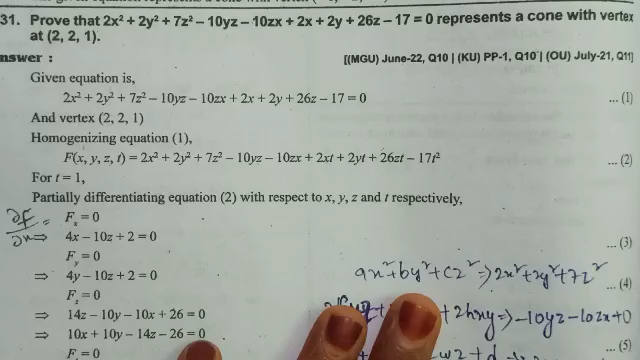 31. Prove that 2x² + 2y² + 7z² – 10yz – 10zx + 2x + 2y + 26z – 17 = 0 represents a cone with vertex
at (2, 2, 1).
nswer :
[(MGU) June-22, Q10 | (KU) PP-1, Q10 | (OU) July-21, Q11]
Given equation is,
2x² + 2y² + 7z² – 10yz – 10zx + 2x + 2y + 26z – 17 = 0 ... (1)
And vertex (2, 2, 1)
Homogenizing equation (1),
F(x, y, z, t) = 2x² + 2y² + 7z² – 10yz – 10zx + 2xt + 2yt + 26zt – 17t² ... (2)
For t = 1,
Partially differentiating equation (2) with respect to x, y, z and t respectively,
∂f/∂x = Fₓ = 0
⇒ 4x – 10z + 2 = 0 ... (3)
F_y = 0
ax²+by²+cz² ⇒ 2x²+2y²+7z²
⇒ 4y – 10z + 2 = 0 ... (4)
F_z = 0
⇒ 14z – 10y – 10x + 26 = 0
+ 2hxy ⇒ –10yz –10zx+0
⇒ 10x + 10y – 14z – 26 = 0 ... (5)